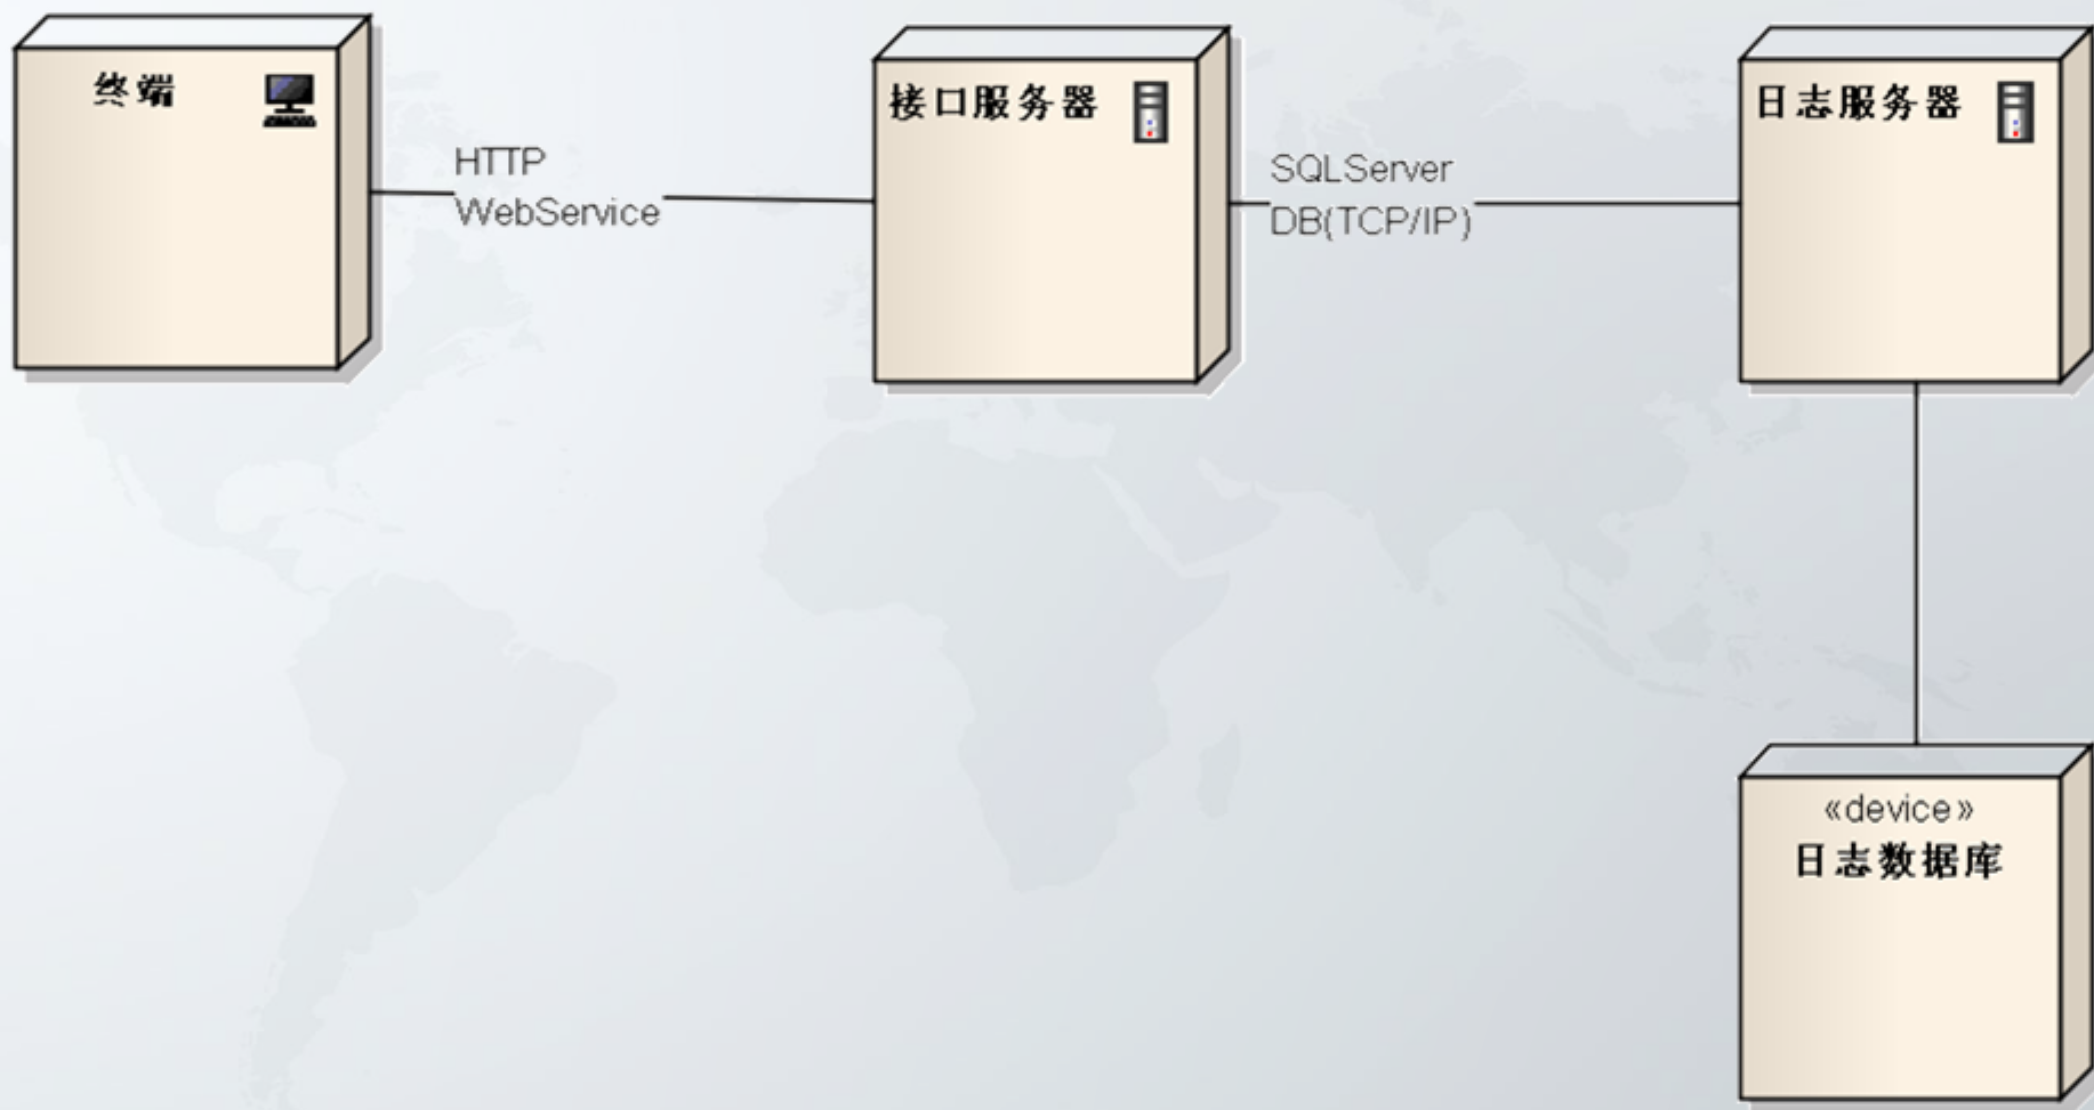 终端
HTTP
WebService
接口服务器
SQLServer
DB(TCP/IP)
日志服务器
«device»
日志数据库